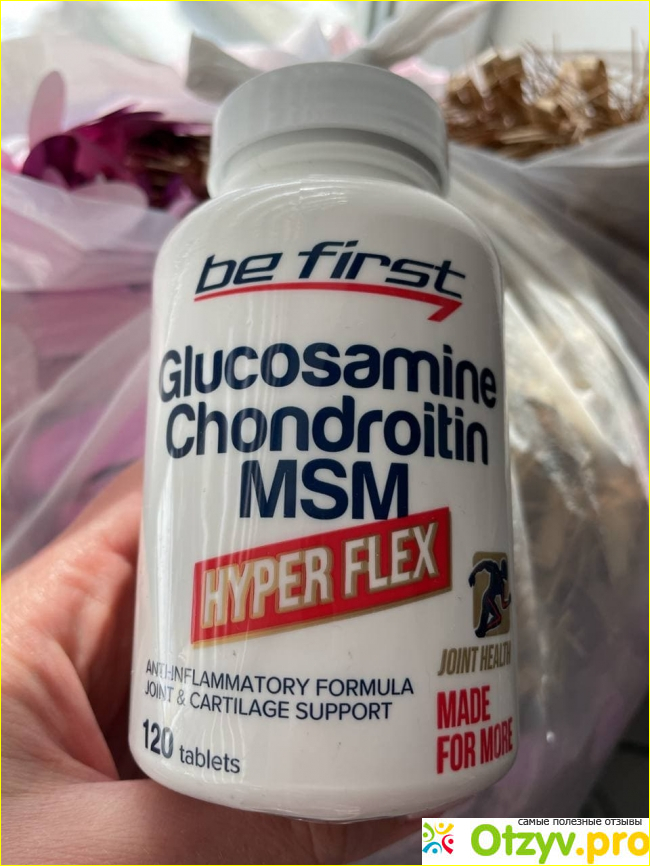 be first
Glucosamine
Chondroitin
MSM
HYPER FLEX
JOINT HEALTH
ANTI-INFLAMMATORY FORMULA
JOINT & CARTILAGE SUPPORT
MADE
FOR MORE
120 tablets
самые полезные отзывы
Otzyv.pro